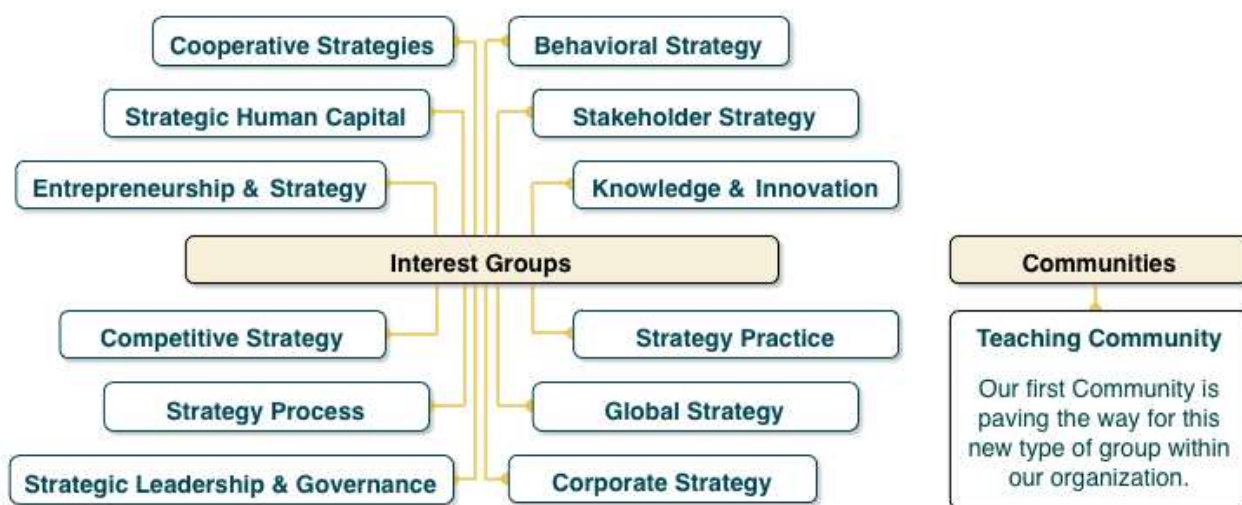 Cooperative Strategies
Behavioral Strategy
Strategic Human Capital
Stakeholder Strategy
Entrepreneurship & Strategy
Knowledge & Innovation
Interest Groups
Communities
Competitive Strategy
Strategy Practice
Strategy Process
Global Strategy
Strategic Leadership & Governance
Corporate Strategy
Teaching Community
Our first Community is
paving the way for this
new type of group within
our organization.